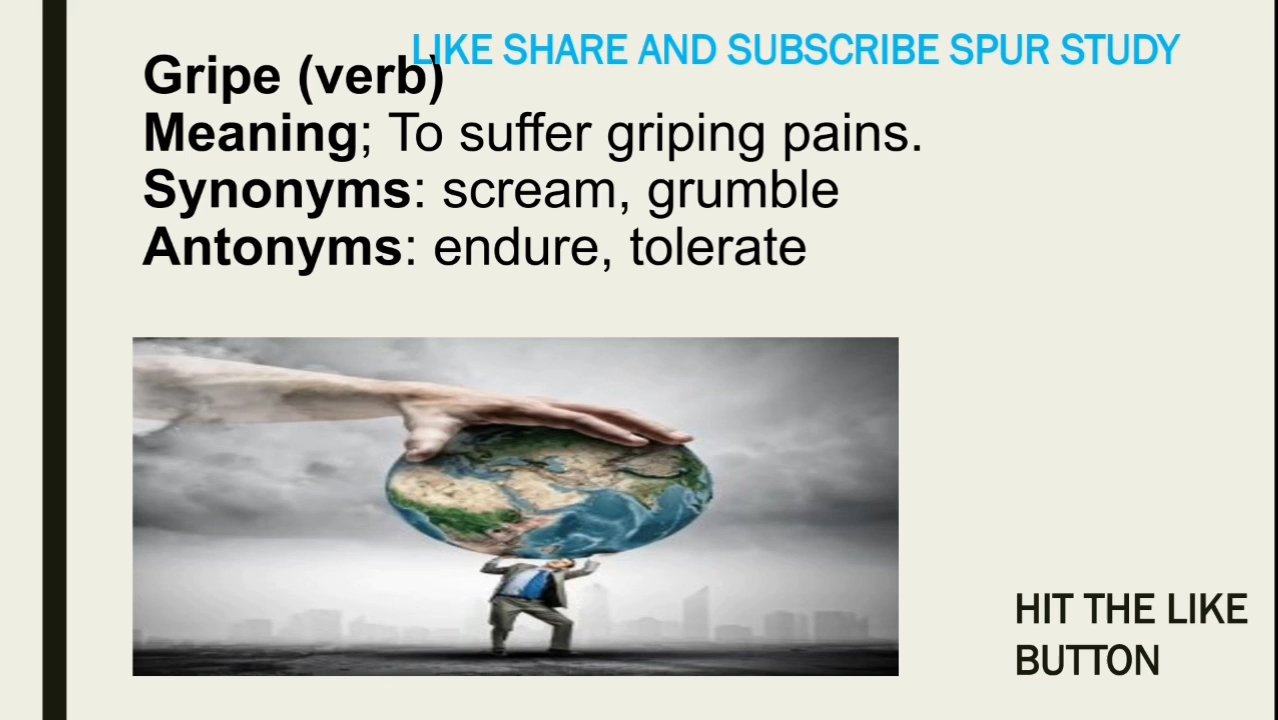 LIKE SHARE AND SUBSCRIBE SPUR STUDY
Gripe (verb)
Meaning; To suffer griping pains.
Synonyms: scream, grumble
Antonyms: endure, tolerate
HIT THE LIKE
BUTTON